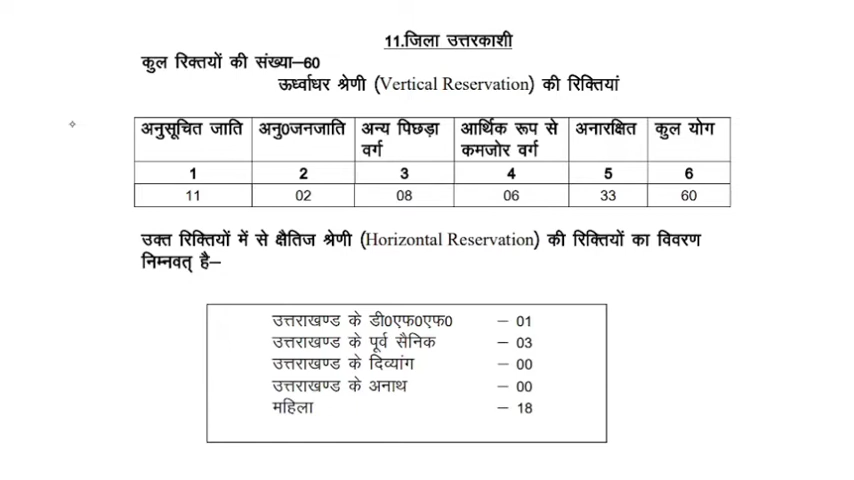 11.जिला उत्तरकाशी
कुल रिक्तियों की संख्या–60
ऊर्ध्वाधर श्रेणी (Vertical Reservation) की रिक्तियां
अनुसूचित जाति अनु0जनजाति अन्य पिछड़ा वर्ग आर्थिक रूप से कमजोर वर्ग अनारक्षित कुल योग
1 2 3 4 5 6
11 02 08 06 33 60
उक्त रिक्तियों में से क्षैतिज श्रेणी (Horizontal Reservation) की रिक्तियों का विवरण
निम्नवत् है–
उत्तराखण्ड के डी0एफ0एफ0 – 01
उत्तराखण्ड के पूर्व सैनिक – 03
उत्तराखण्ड के दिव्यांग – 00
उत्तराखण्ड के अनाथ – 00
महिला – 18